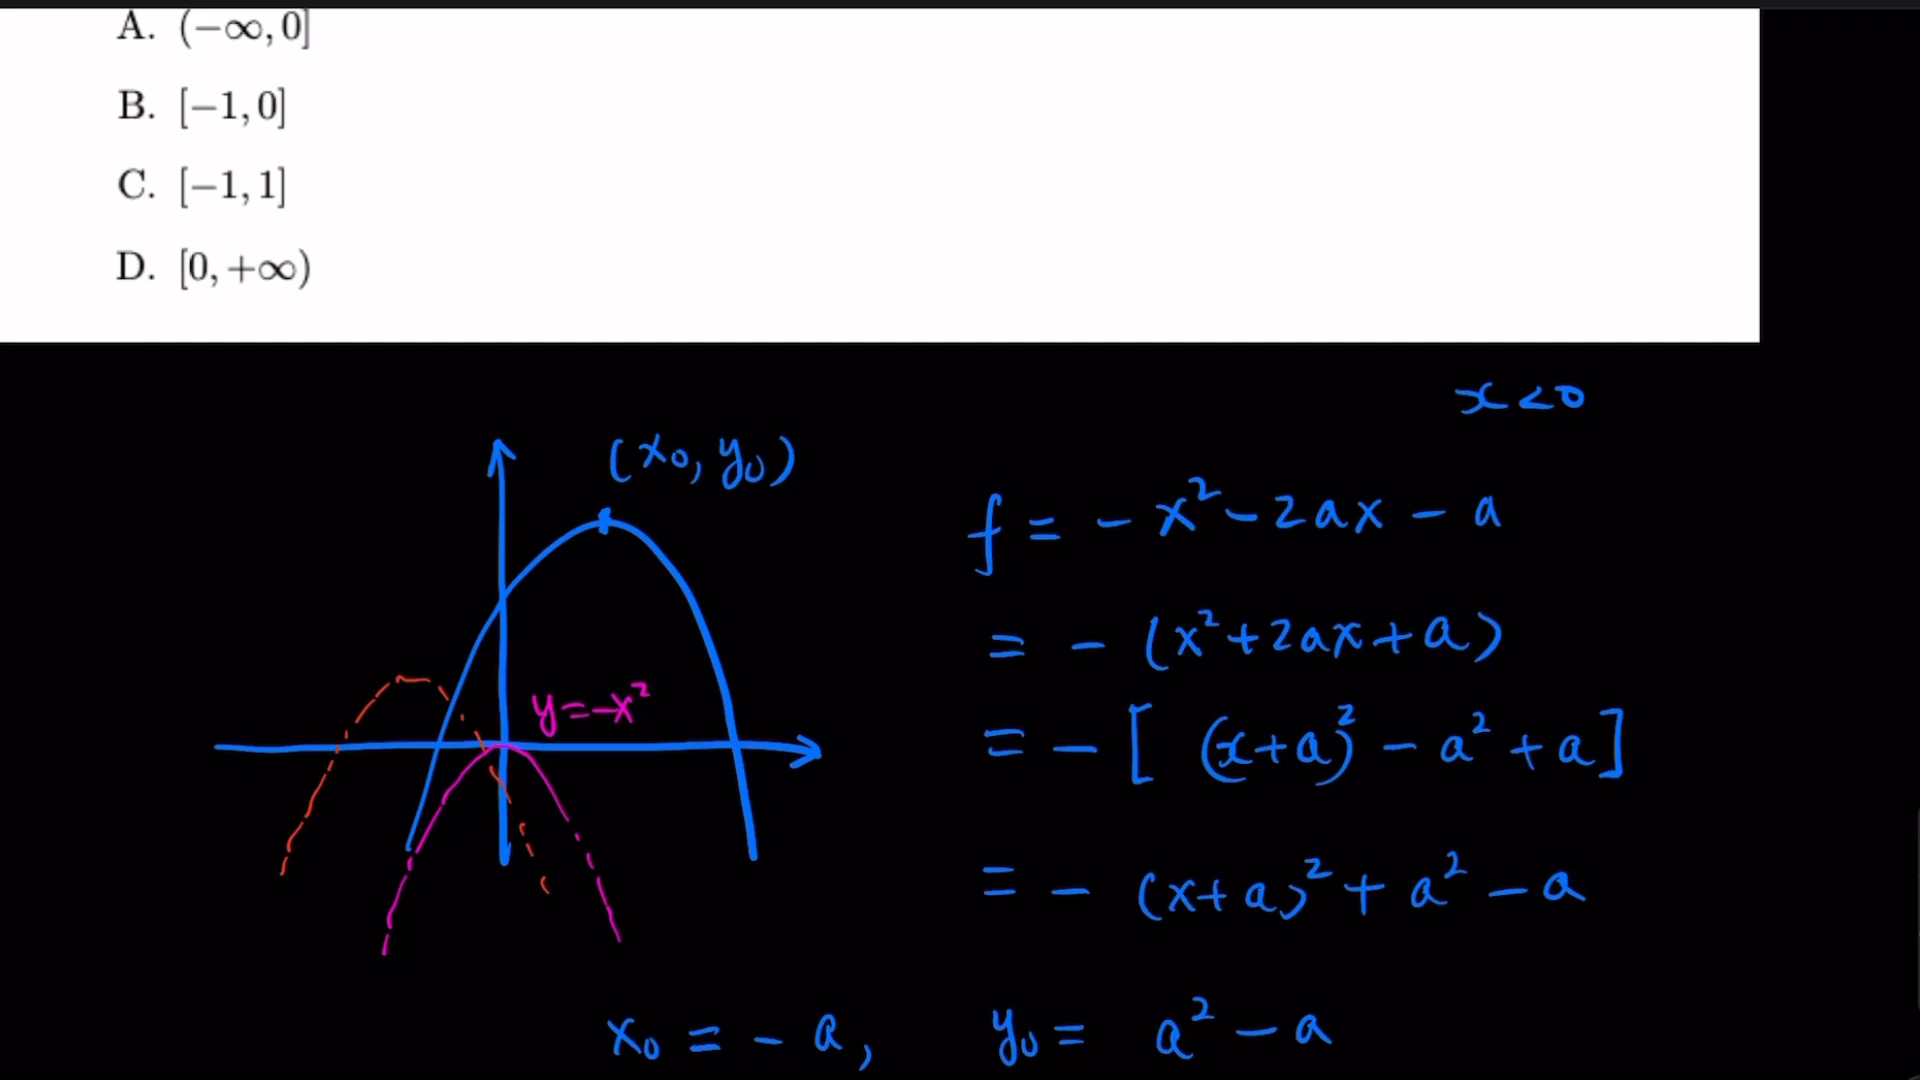 A. (−∞, 0]
B. [−1, 0]
C. [−1, 1]
D. [0, +∞)
x<0
(x₀, y₀)
f = − x² − 2ax − a
= − (x² + 2ax + a)
y=−x²
= − [ (x+a)² − a² + a ]
= − (x+a)² + a² − a
x₀ = − a, y₀ = a² − a